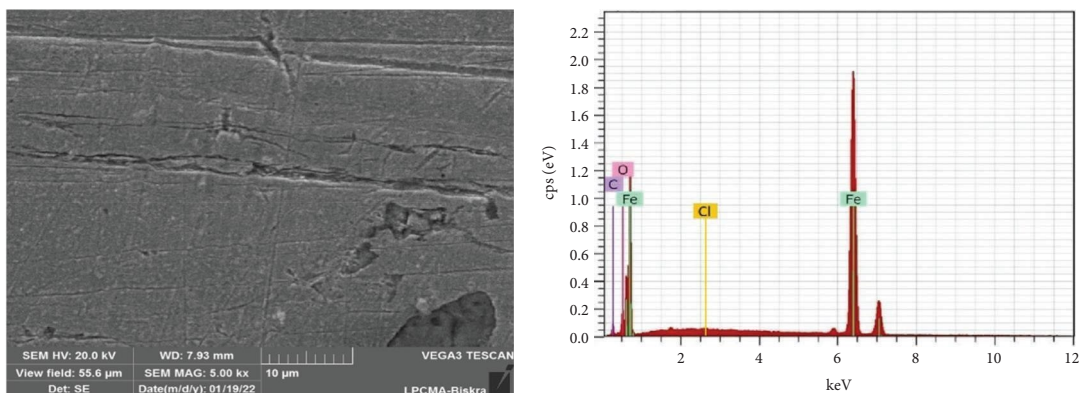 SEM HV: 20.0 kV WD: 7.93 mm VEGA3 TESCAN
View field: 55.6 µm SEM MAG: 5.00 kx 10 µm
Det: SE Date(m/d/y): 01/19/22 LPCMA-Biskra
cps (eV)
2.2
2.0
1.8
1.6
1.4
1.2
1.0
0.8
0.6
0.4
0.2
0.0
O
C
Fe
Cl
Fe
2 4 6 8 10 12
keV